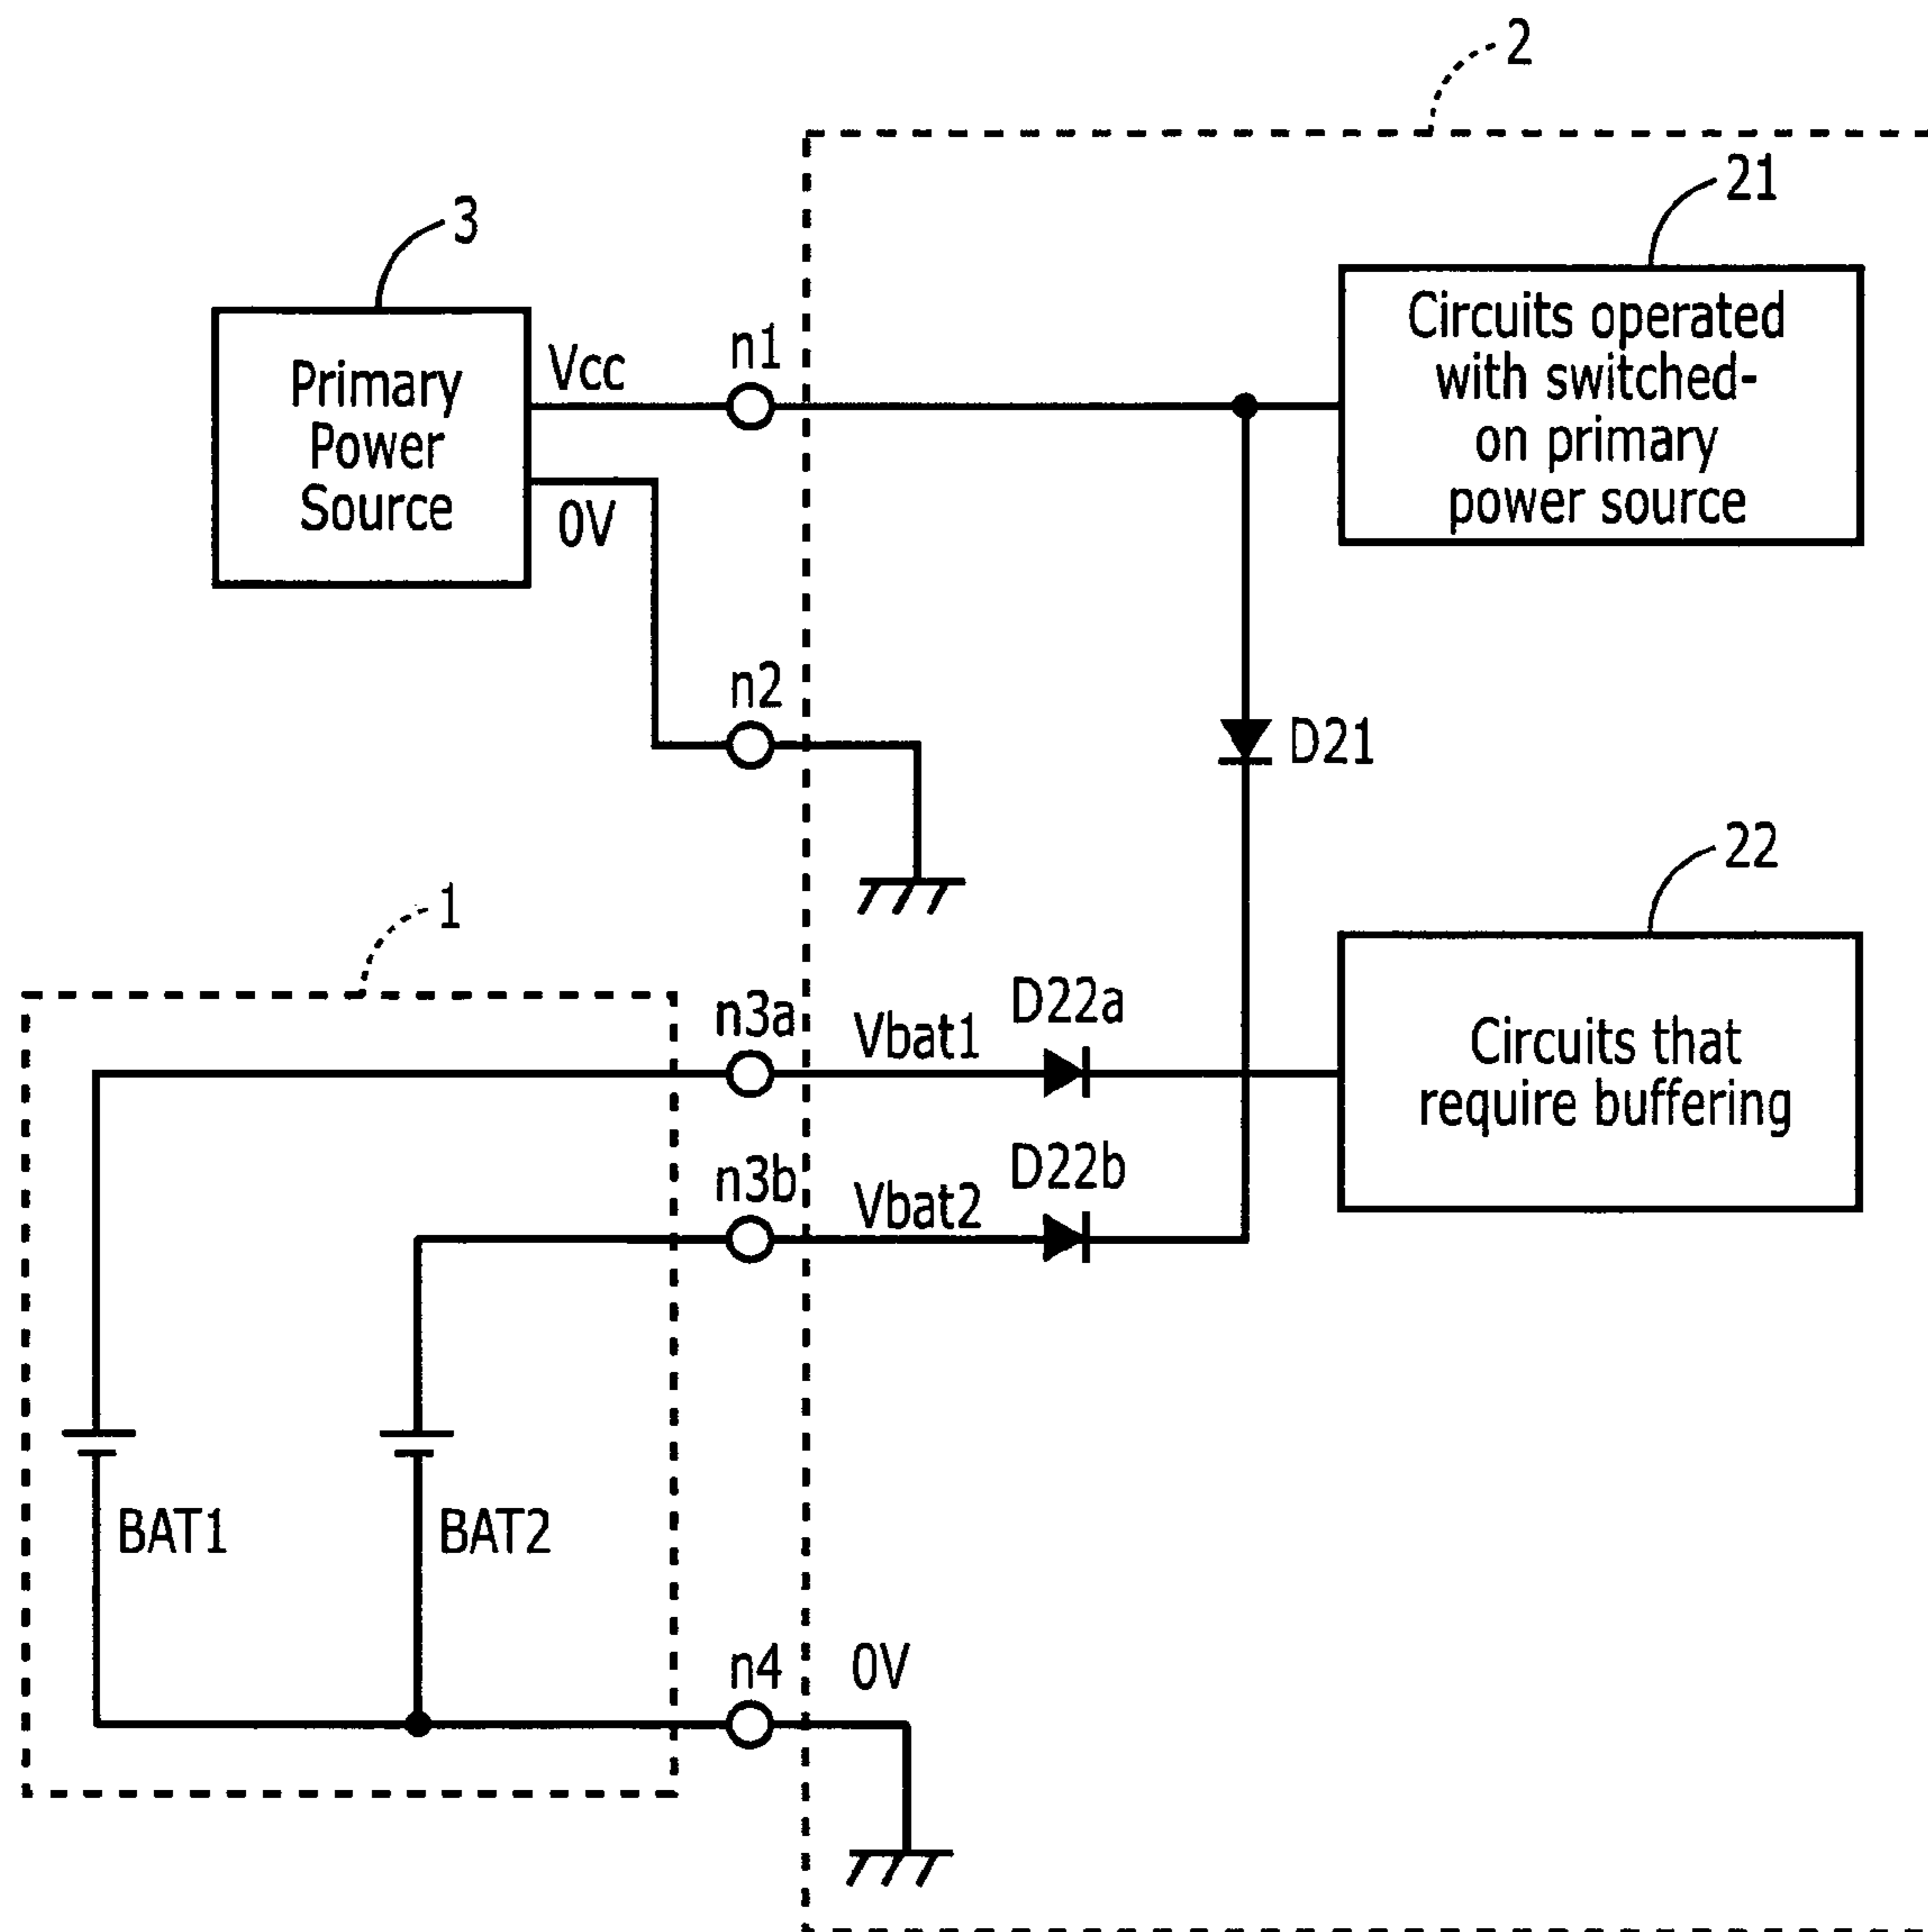 2
21
3
Circuits operated
with switched-
on primary
power source
Primary
Power
Source
Vcc
n1
0V
n2
D21
22
1
n3a
Vbat1
D22a
Circuits that
require buffering
n3b
Vbat2
D22b
BAT1
BAT2
n4
0V